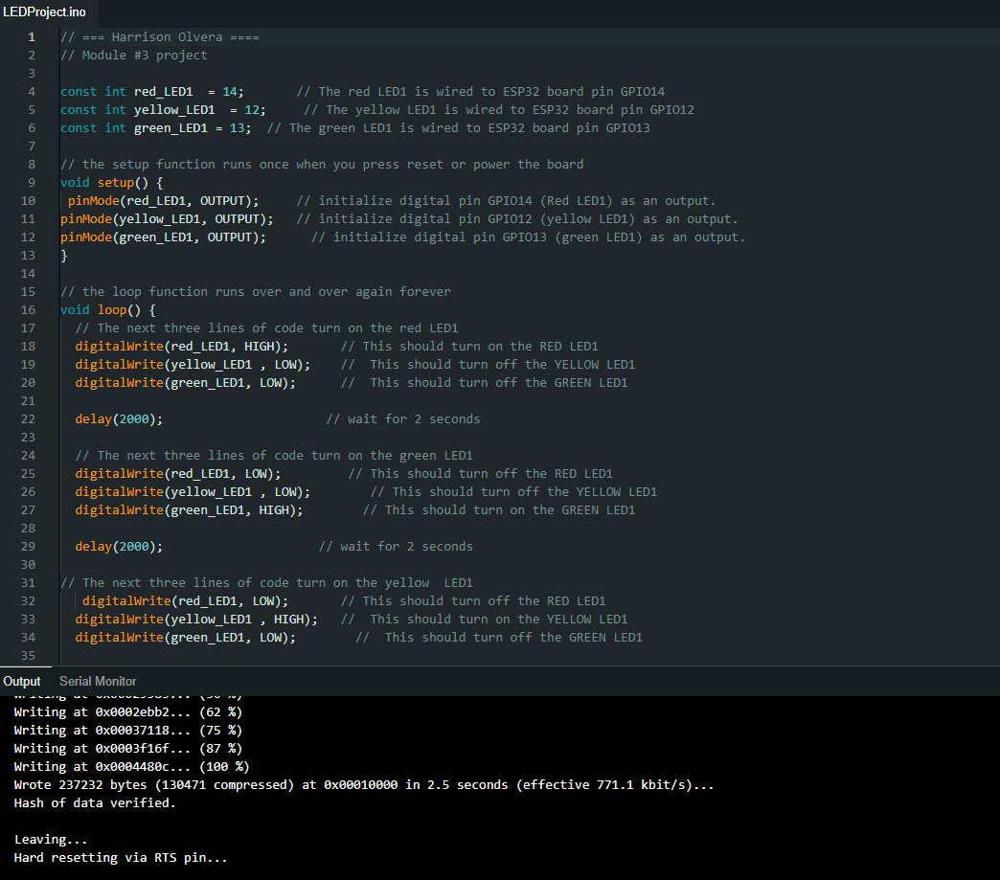 LEDProject.ino
1 // === Harrison Olvera ====
2 // Module #3 project
3
4 const int red_LED1  = 14;       // The red LED1 is wired to ESP32 board pin GPIO14
5 const int yellow_LED1  = 12;     // The yellow LED1 is wired to ESP32 board pin GPIO12
6 const int green_LED1 = 13;  // The green LED1 is wired to ESP32 board pin GPIO13
7
8 // the setup function runs once when you press reset or power the board
9 void setup() {
10  pinMode(red_LED1, OUTPUT);     // initialize digital pin GPIO14 (Red LED1) as an output.
11 pinMode(yellow_LED1, OUTPUT);   // initialize digital pin GPIO12 (yellow LED1) as an output.
12 pinMode(green_LED1, OUTPUT);      // initialize digital pin GPIO13 (green LED1) as an output.
13 }
14
15 // the loop function runs over and over again forever
16 void loop() {
17   // The next three lines of code turn on the red LED1
18   digitalWrite(red_LED1, HIGH);       // This should turn on the RED LED1
19   digitalWrite(yellow_LED1 , LOW);    //  This should turn off the YELLOW LED1
20   digitalWrite(green_LED1, LOW);      //  This should turn off the GREEN LED1
21
22   delay(2000);                      // wait for 2 seconds
23
24   // The next three lines of code turn on the green LED1
25   digitalWrite(red_LED1, LOW);         // This should turn off the RED LED1
26   digitalWrite(yellow_LED1 , LOW);        // This should turn off the YELLOW LED1
27   digitalWrite(green_LED1, HIGH);        // This should turn on the GREEN LED1
28
29   delay(2000);                     // wait for 2 seconds
30
31 // The next three lines of code turn on the yellow  LED1
32    digitalWrite(red_LED1, LOW);       // This should turn off the RED LED1
33   digitalWrite(yellow_LED1 , HIGH);   //  This should turn on the YELLOW LED1
34   digitalWrite(green_LED1, LOW);        //  This should turn off the GREEN LED1
35
Output Serial Monitor
Writing at
Writing at 0x0002ebb2... (62 %)
Writing at 0x00037118... (75 %)
Writing at 0x0003f16f... (87 %)
Writing at 0x0004480c... (100 %)
Wrote 237232 bytes (130471 compressed) at 0x00010000 in 2.5 seconds (effective 771.1 kbit/s)...
Hash of data verified.

Leaving...
Hard resetting via RTS pin...